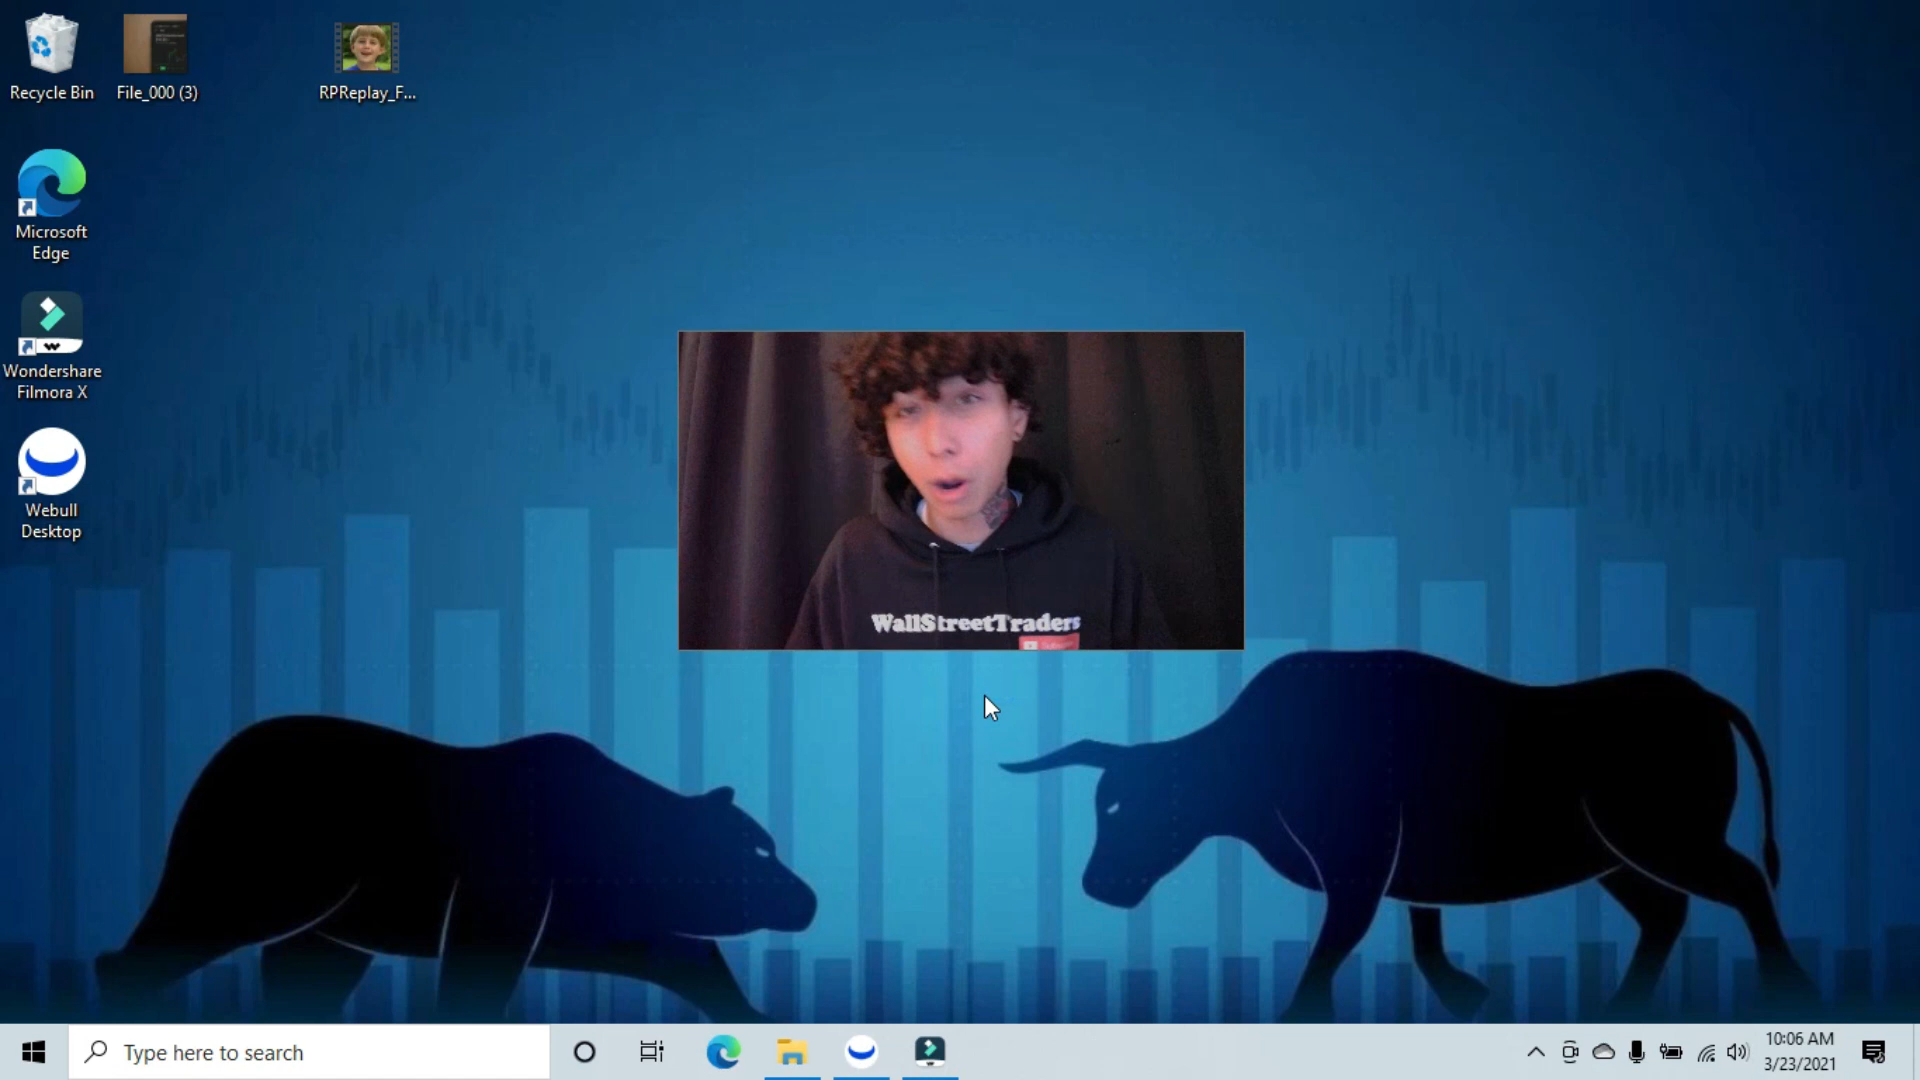 Recycle Bin
File_000 (3)
RPReplay_F...
Microsoft
Edge
Wondershare
Filmora X
Webull
Desktop
WallStreetTraders
Type here to search
10:06 AM
3/23/2021